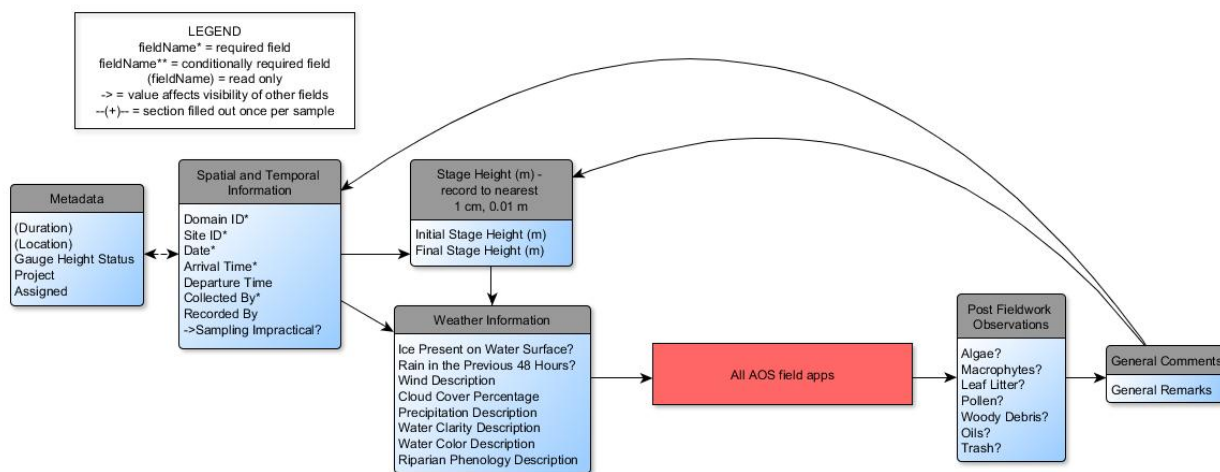 LEGEND
fieldName* = required field
fieldName** = conditionally required field
(fieldName) = read only
-> = value affects visibility of other fields
--(+)-- = section filled out once per sample
Metadata
(Duration)
(Location)
Gauge Height Status
Project
Assigned
Spatial and Temporal
Information
Domain ID*
Site ID*
Date*
Arrival Time*
Departure Time
Collected By*
Recorded By
->Sampling Impractical?
Stage Height (m) -
record to nearest
1 cm, 0.01 m
Initial Stage Height (m)
Final Stage Height (m)
Weather Information
Ice Present on Water Surface?
Rain in the Previous 48 Hours?
Wind Description
Cloud Cover Percentage
Precipitation Description
Water Clarity Description
Water Color Description
Riparian Phenology Description
All AOS field apps
Post Fieldwork
Observations
Algae?
Macrophytes?
Leaf Litter?
Pollen?
Woody Debris?
Oils?
Trash?
General Comments
General Remarks